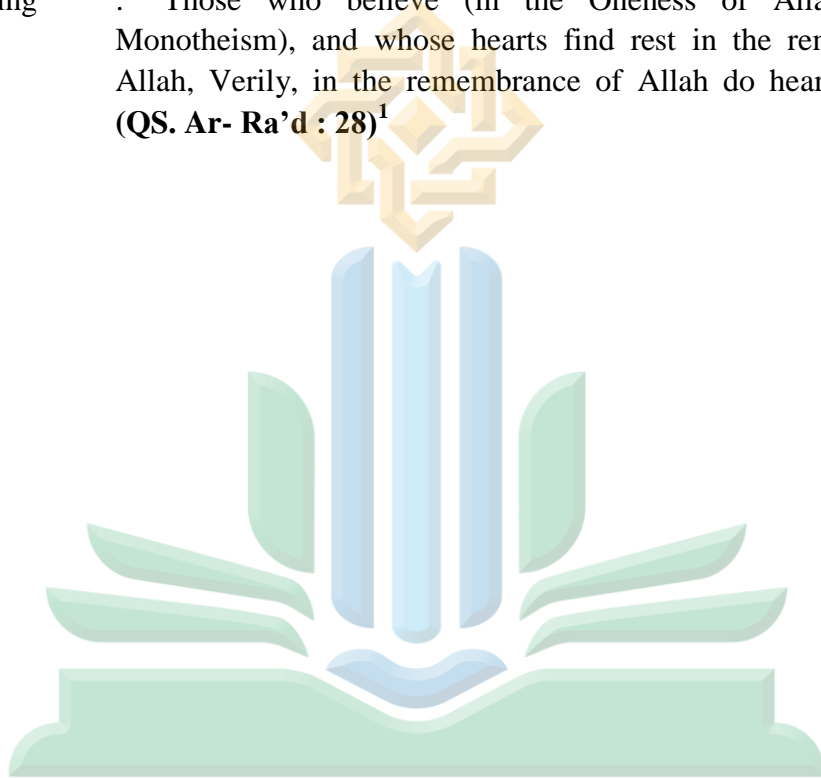 : "Those who believe (in the Oneness of
Monotheism), and whose hearts find rest in the
Allah, Verily, in the remembrance of Allah do
(QS. Ar- Ra’d : 28)1